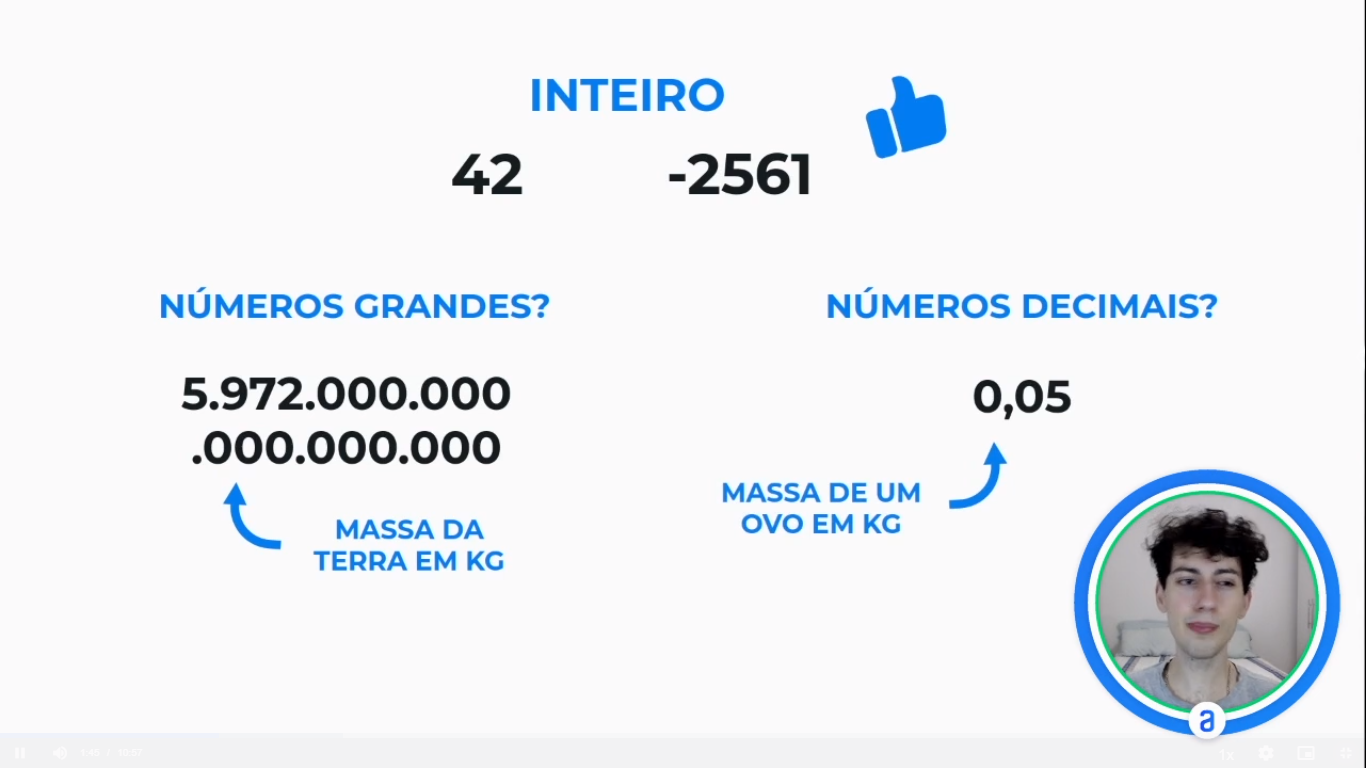 INTEIRO
42 -2561
NÚMEROS GRANDES?
5.972.000.000
.000.000.000
MASSA DA
TERRA EM KG
NÚMEROS DECIMAIS?
0,05
MASSA DE UM
OVO EM KG
a
1x